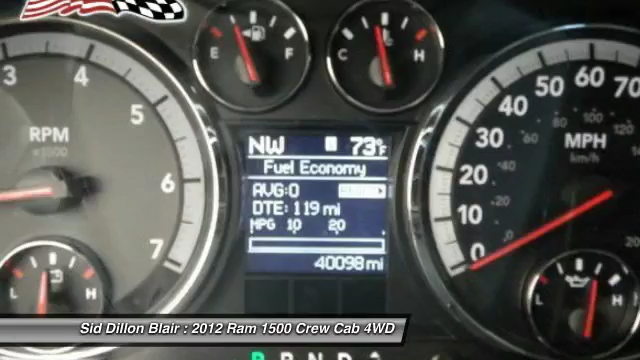 3 4 5 6 7
RPM
x1000
E F
C H
NW 73°F
Fuel Economy
AVG:0
DTE: 119 mi
MPG 10 20
40098 mi
0 10 20 30 40 50 60 70
MPH
km/h
L H
L H
Sid Dillon Blair : 2012 Ram 1500 Crew Cab 4WD
P R N D